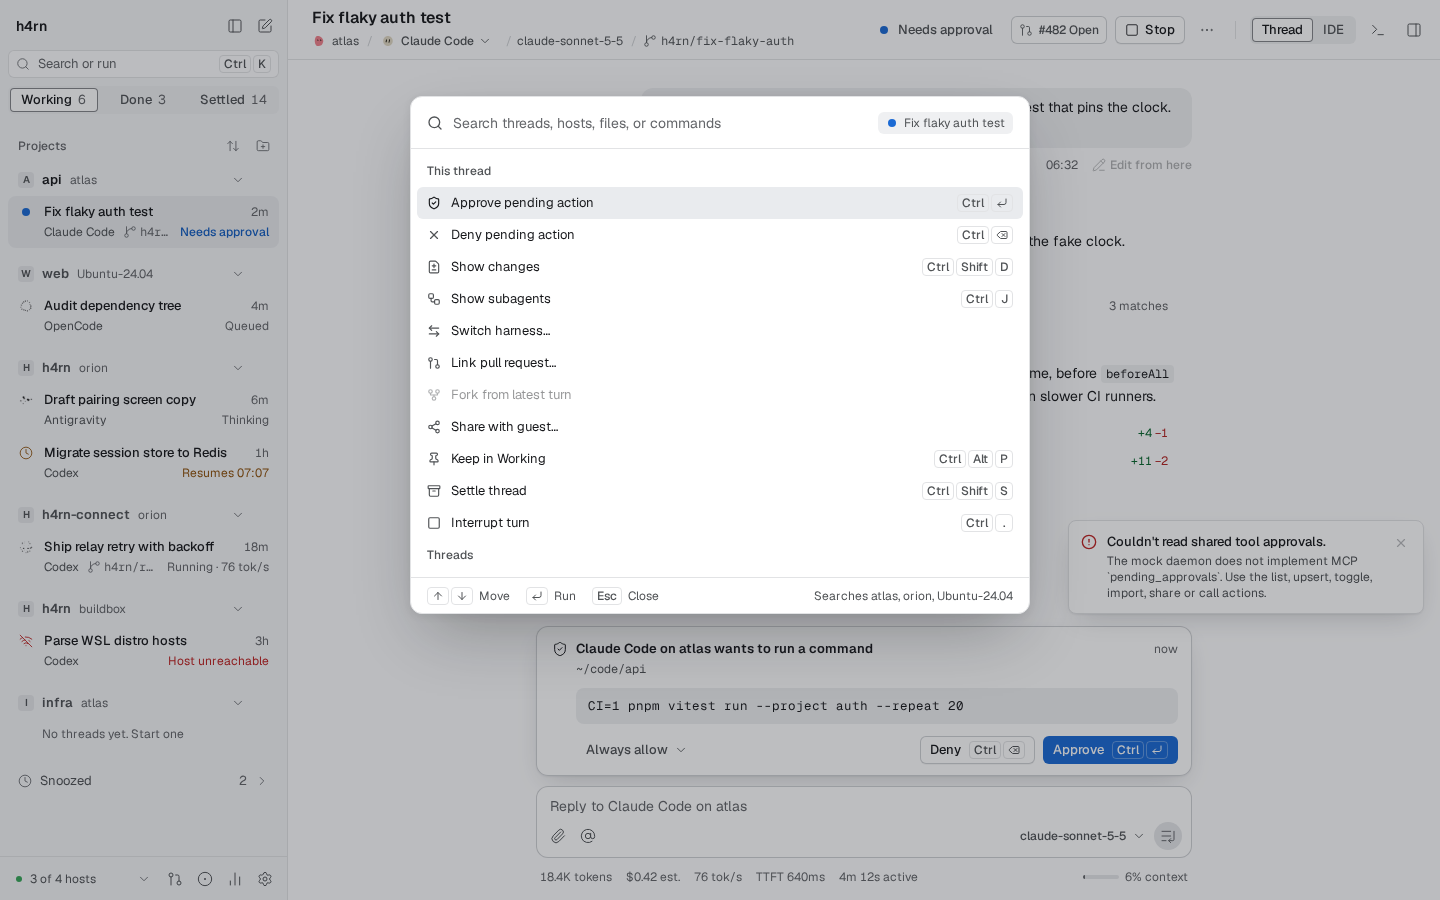 h4rn
Search or run Ctrl K
Working 6 Done 3 Settled 14
Projects
A api atlas
Fix flaky auth test 2m
Claude Code h4r… Needs approval
W web Ubuntu-24.04
Audit dependency tree 4m
OpenCode Queued
H h4rn orion
Draft pairing screen copy 6m
Antigravity Thinking
Migrate session store to Redis 1h
Codex Resumes 07:07
H h4rn-connect orion
Ship relay retry with backoff 18m
Codex h4rn/r… Running · 76 tok/s
H h4rn buildbox
Parse WSL distro hosts 3h
Codex Host unreachable
I infra atlas
No threads yet. Start one
Snoozed 2
3 of 4 hosts
Fix flaky auth test
atlas / Claude Code / claude-sonnet-5-5 / h4rn/fix-flaky-auth
Needs approval #482 Open Stop Thread IDE
est that pins the clock.
06:32 Edit from here
the fake clock.
3 matches
me, before beforeAll
n slower CI runners.
+4 −1
+11 −2
Search threads, hosts, files, or commands Fix flaky auth test
This thread
Approve pending action Ctrl
Deny pending action Ctrl
Show changes Ctrl Shift D
Show subagents Ctrl J
Switch harness…
Link pull request…
Fork from latest turn
Share with guest…
Keep in Working Ctrl Alt P
Settle thread Ctrl Shift S
Interrupt turn Ctrl .
Threads
Move Run Esc Close Searches atlas, orion, Ubuntu-24.04
Couldn't read shared tool approvals.
The mock daemon does not implement MCP
`pending_approvals`. Use the list, upsert, toggle,
import, share or call actions.
Claude Code on atlas wants to run a command now
~/code/api
CI=1 pnpm vitest run --project auth --repeat 20
Always allow Deny Ctrl Approve Ctrl
Reply to Claude Code on atlas
claude-sonnet-5-5
18.4K tokens $0.42 est. 76 tok/s TTFT 640ms 4m 12s active 6% context